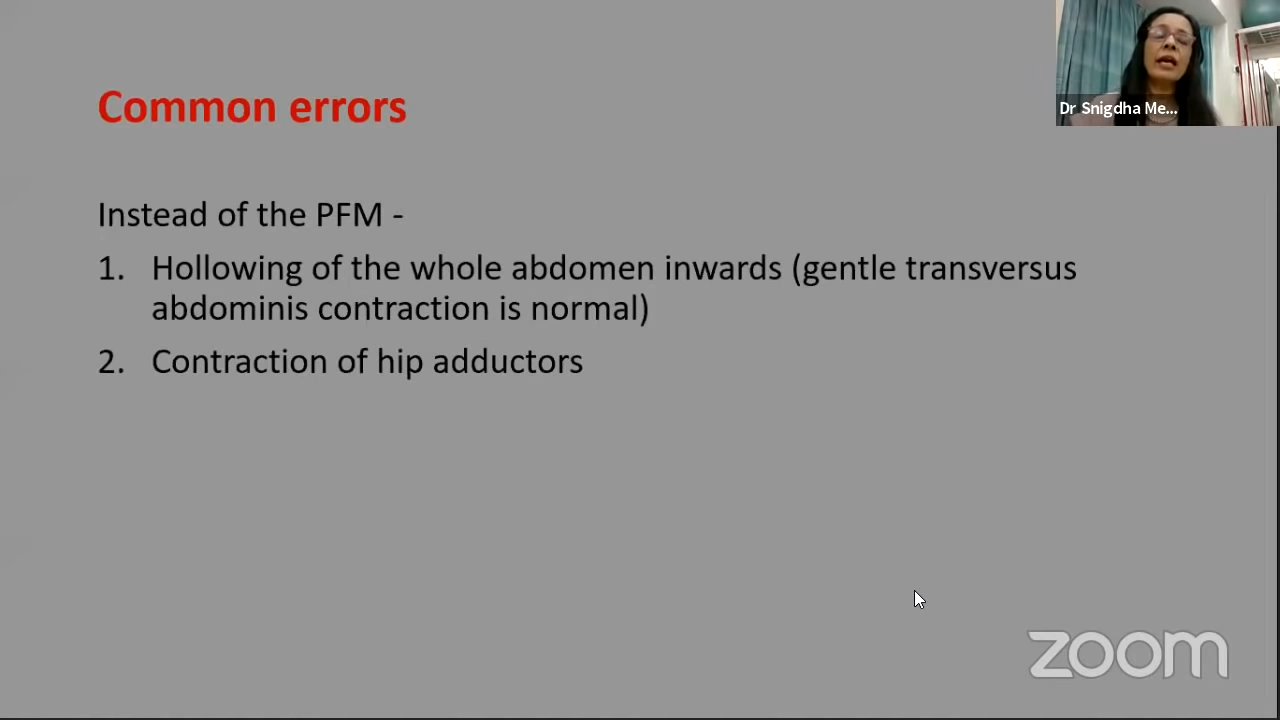 Dr Snigdha Me...
Common errors
Instead of the PFM -
1. Hollowing of the whole abdomen inwards (gentle transversus
abdominis contraction is normal)
2. Contraction of hip adductors
zoom